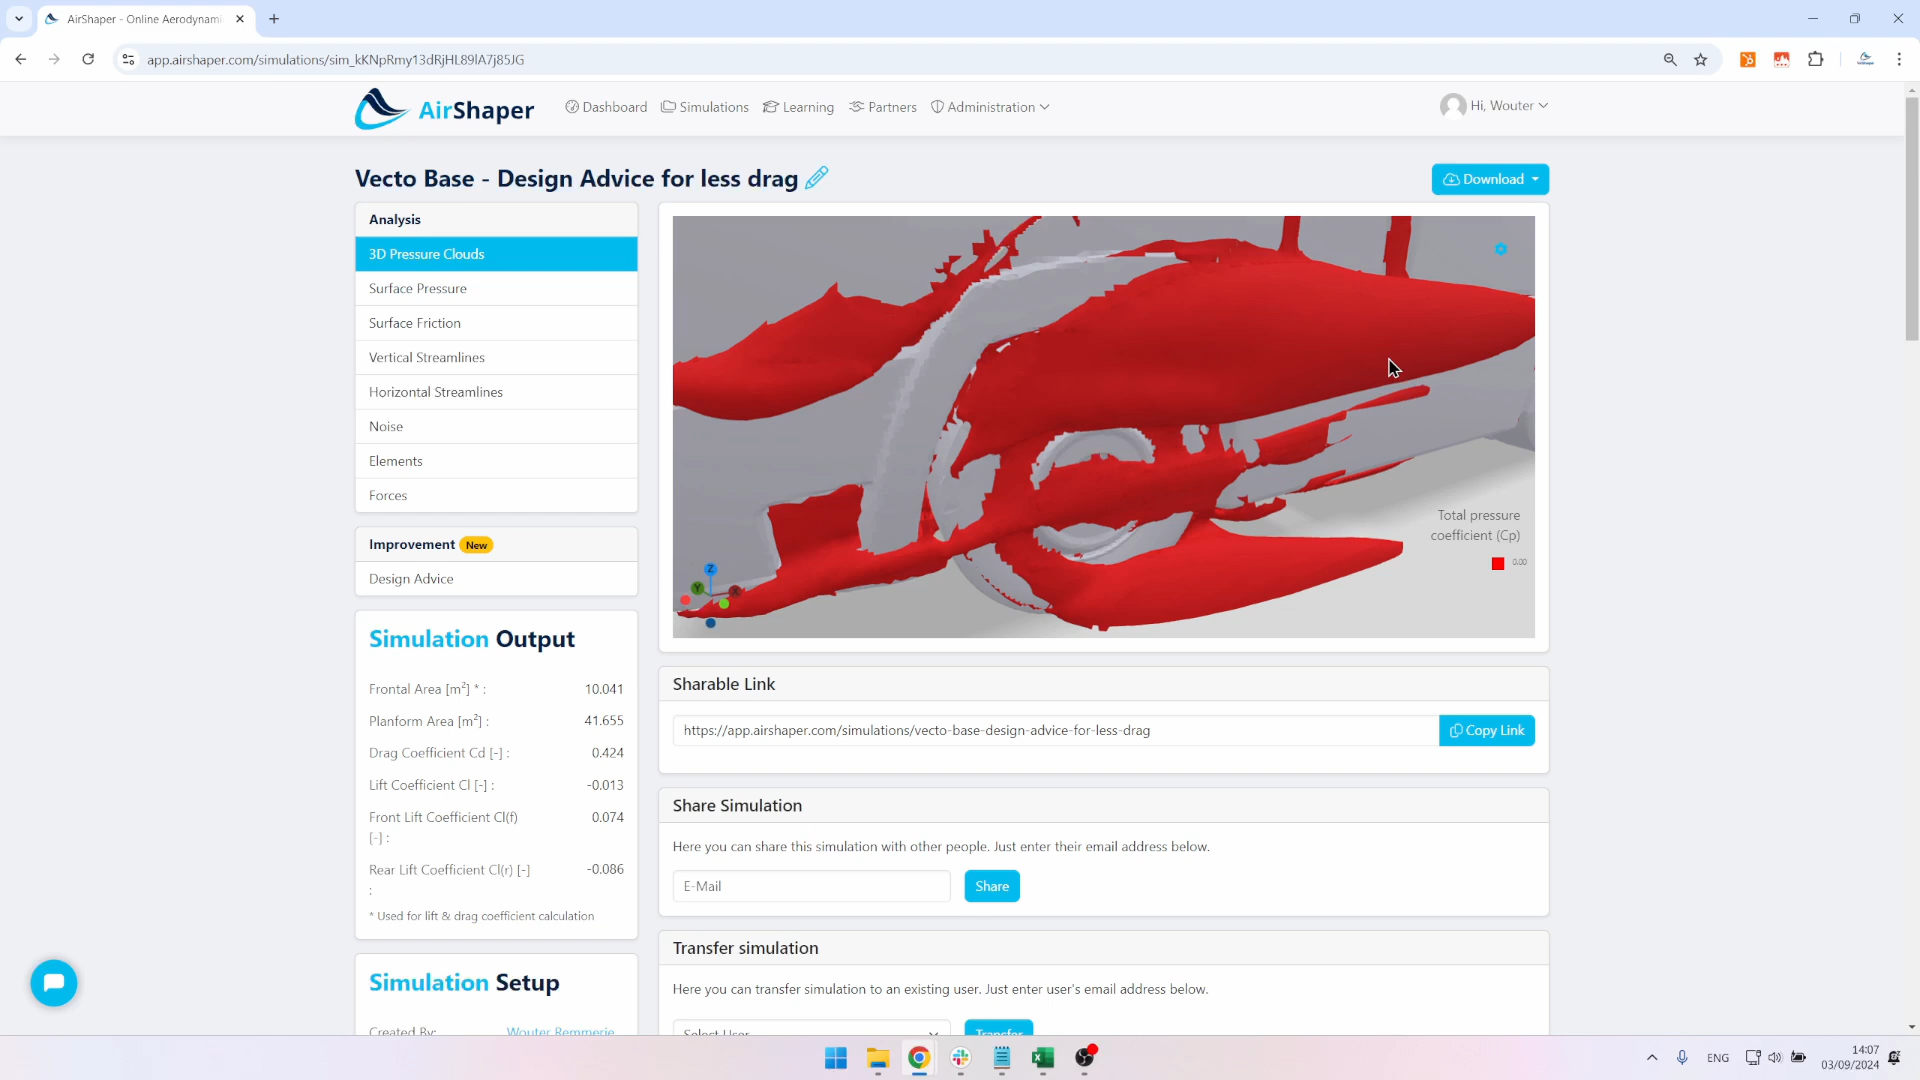 AirShaper - Online Aerodynami
app.airshaper.com/simulations/sim_kKNpRmy13dRjHL89lA7j85JG
AirShaper
Dashboard
Simulations
Learning
Partners
Administration
Hi, Wouter
Vecto Base - Design Advice for less drag
Download
Analysis
3D Pressure Clouds
Surface Pressure
Surface Friction
Vertical Streamlines
Horizontal Streamlines
Noise
Elements
Forces
Improvement New
Design Advice
Simulation Output
Frontal Area [m²] * : 10.041
Planform Area [m²] : 41.655
Drag Coefficient Cd [-] : 0.424
Lift Coefficient Cl [-] : -0.013
Front Lift Coefficient Cl(f) 0.074
[-] :
Rear Lift Coefficient Cl(r) [-] -0.086
:
* Used for lift & drag coefficient calculation
Simulation Setup
Created By: Wouter Remmerie
Total pressure
coefficient (Cp)
0.00
Z
Y
X
Sharable Link
https://app.airshaper.com/simulations/vecto-base-design-advice-for-less-drag
Copy Link
Share Simulation
Here you can share this simulation with other people. Just enter their email address below.
E-Mail
Share
Transfer simulation
Here you can transfer simulation to an existing user. Just enter user's email address below.
Select User
Transfer
ENG
14:07
03/09/2024